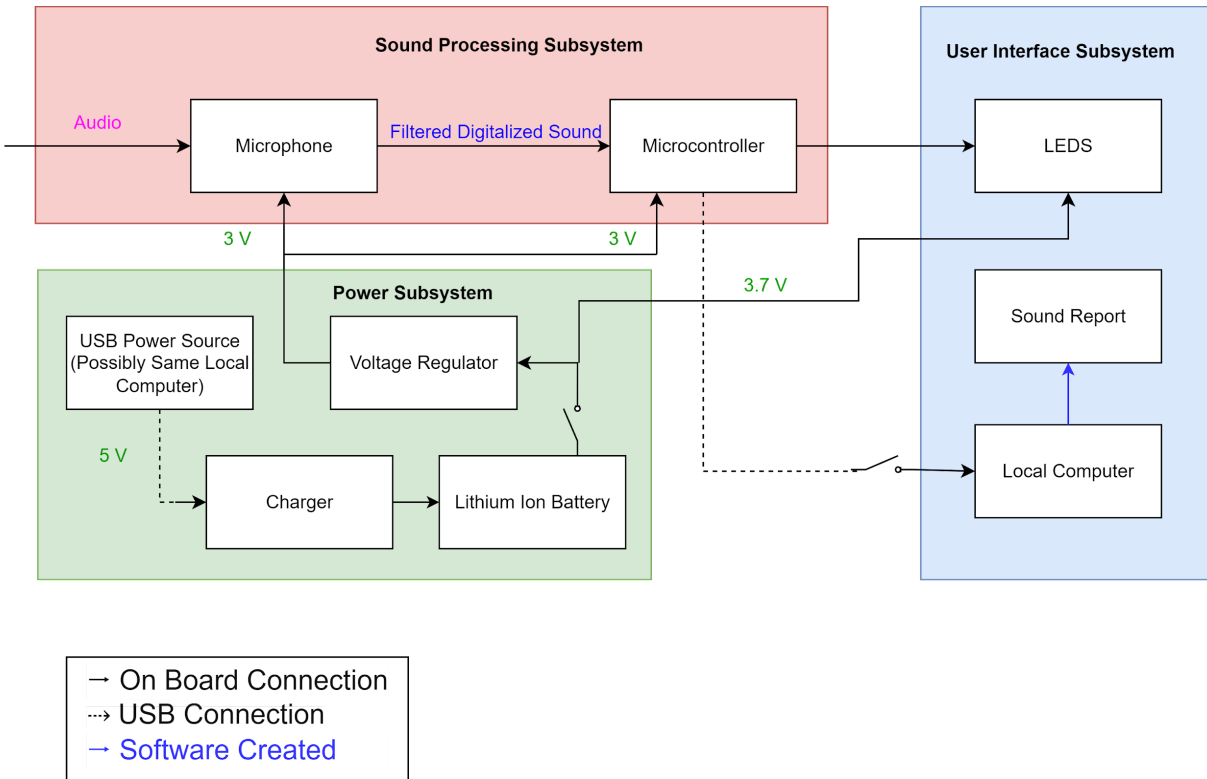 Sound Processing Subsystem
User Interface Subsystem
Audio
Microphone
Filtered Digitalized Sound
Microcontroller
LEDS
3 V
3 V
3.7 V
Power Subsystem
USB Power Source
(Possibly Same Local
Computer)
Voltage Regulator
Sound Report
5 V
Charger
Lithium Ion Battery
Local Computer
On Board Connection
USB Connection
Software Created